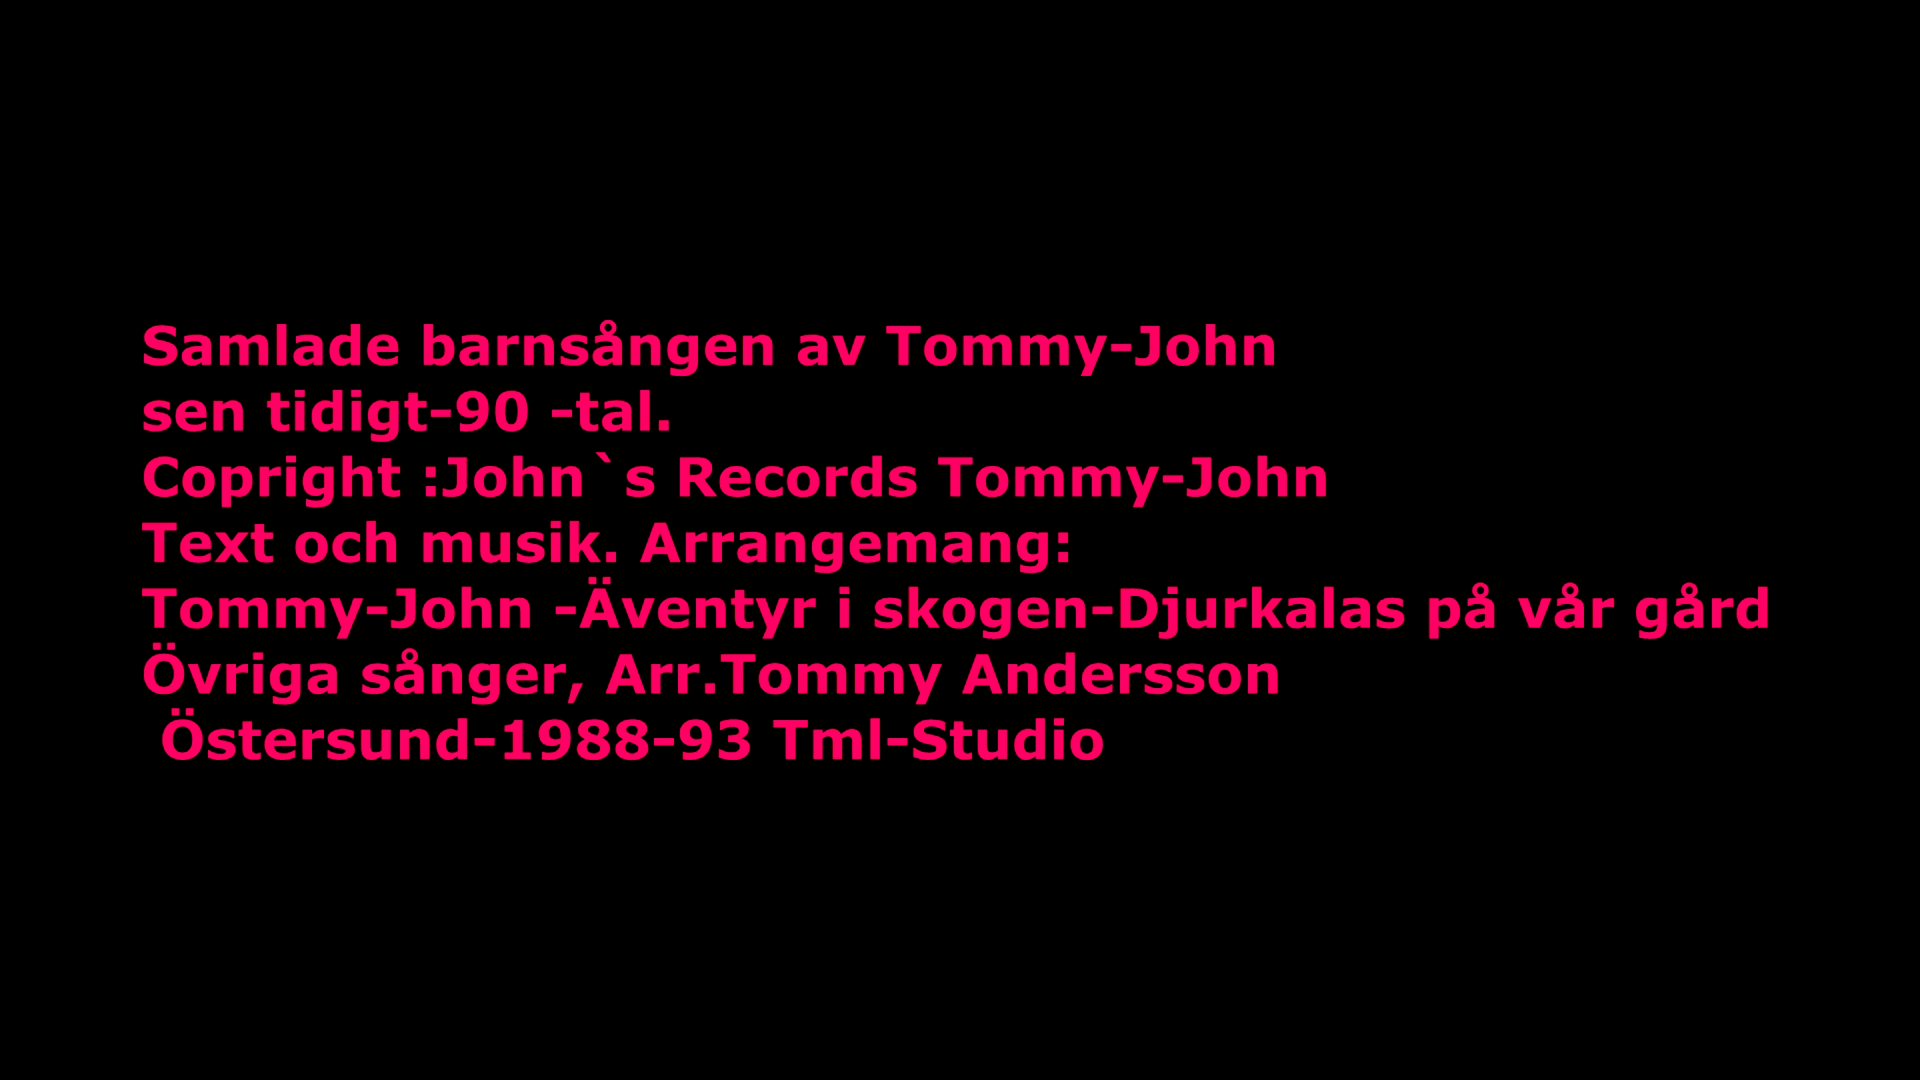 Samlade barnsången av Tommy-John
sen tidigt-90 -tal.
Copright :John`s Records Tommy-John
Text och musik. Arrangemang:
Tommy-John -Äventyr i skogen-Djurkalas på vår gård
Övriga sånger, Arr.Tommy Andersson
Östersund-1988-93 Tml-Studio